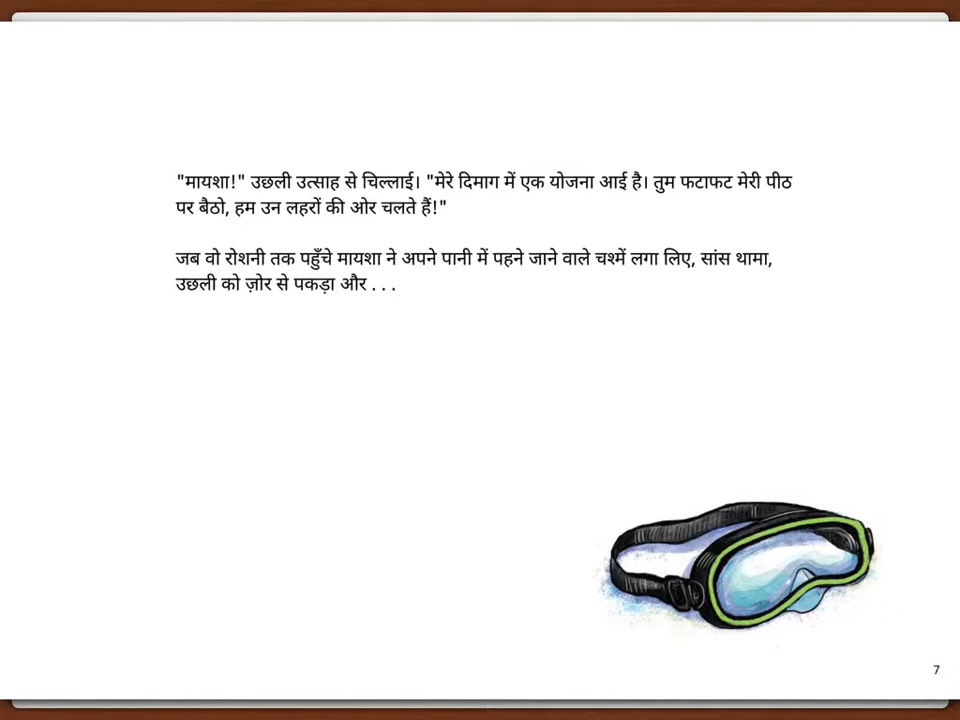 "मायशा!" उछली उत्साह से चिल्लाई। "मेरे दिमाग में एक योजना आई है। तुम फटाफट मेरी पीठ
पर बैठो, हम उन लहरों की ओर चलते हैं!"
जब वो रोशनी तक पहुँचे मायशा ने अपने पानी में पहने जाने वाले चश्में लगा लिए, सांस थामा,
उछली को ज़ोर से पकड़ा और . . .
7